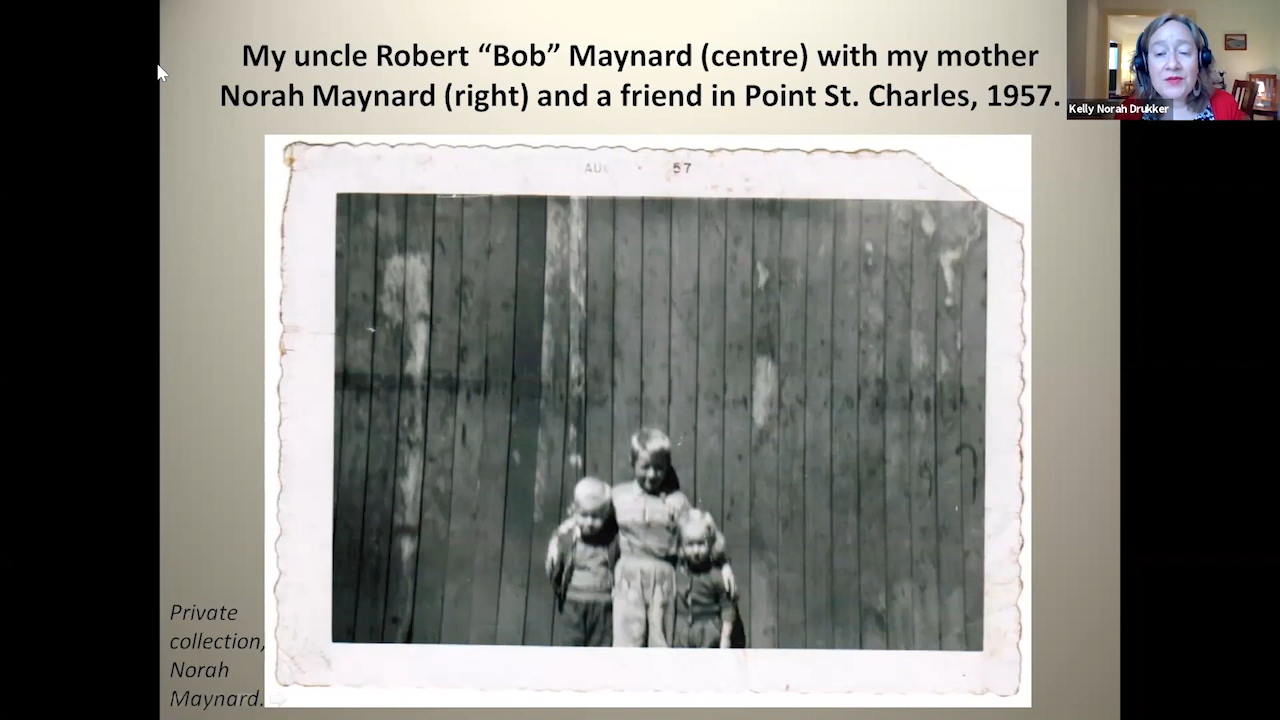 My uncle Robert “Bob” Maynard (centre) with my mother
Norah Maynard (right) and a friend in Point St. Charles, 1957.
Kelly Norah Drukker
57
Private
collection,
Norah
Maynard.